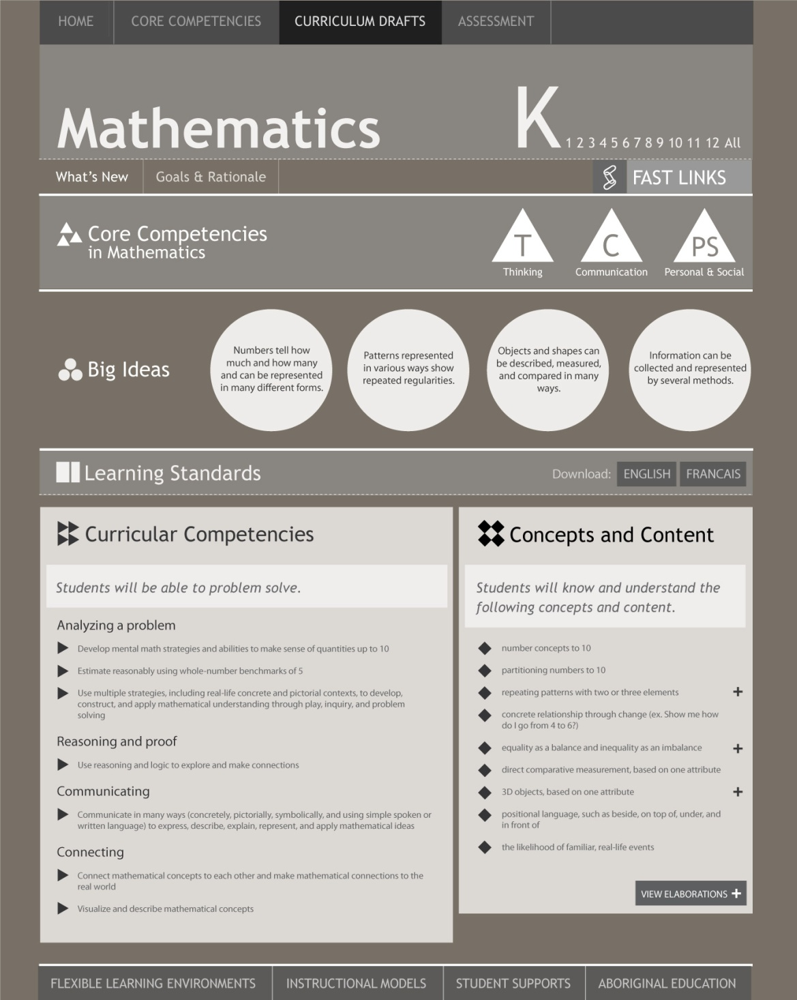 HOME
CORE COMPETENCIES
CURRICULUM DRAFTS
ASSESSMENT
Mathematics
K 1 2 3 4 5 6 7 8 9 10 11 12 All
What's New
Goals & Rationale
FAST LINKS
Core Competencies
in Mathematics
T
Thinking
C
Communication
PS
Personal & Social
Big Ideas
Numbers tell how
much and how many
and can be represented
in many different forms.
Patterns represented
in various ways show
repeated regularities.
Objects and shapes can
be described, measured,
and compared in many
ways.
Information can be
collected and represented
by several methods.
Learning Standards
Download:
ENGLISH
FRANCAIS
Curricular Competencies
Students will be able to problem solve.
Analyzing a problem
Develop mental math strategies and abilities to make sense of quantities up to 10
Estimate reasonably using whole-number benchmarks of 5
Use multiple strategies, including real-life concrete and pictorial contexts, to develop,
construct, and apply mathematical understanding through play, inquiry, and problem
solving
Reasoning and proof
Use reasoning and logic to explore and make connections
Communicating
Communicate in many ways (concretely, pictorially, symbolically, and using simple spoken or
written language) to express, describe, explain, represent, and apply mathematical ideas
Connecting
Connect mathematical concepts to each other and make mathematical connections to the
real world
Visualize and describe mathematical concepts
Concepts and Content
Students will know and understand the
following concepts and content.
number concepts to 10
partitioning numbers to 10
repeating patterns with two or three elements +
concrete relationship through change (ex. Show me how
do I go from 4 to 6?)
equality as a balance and inequality as an imbalance +
direct comparative measurement, based on one attribute
3D objects, based on one attribute +
positional language, such as beside, on top of, under, and
in front of
the likelihood of familiar, real-life events
VIEW ELABORATIONS +
FLEXIBLE LEARNING ENVIRONMENTS
INSTRUCTIONAL MODELS
STUDENT SUPPORTS
ABORIGINAL EDUCATION